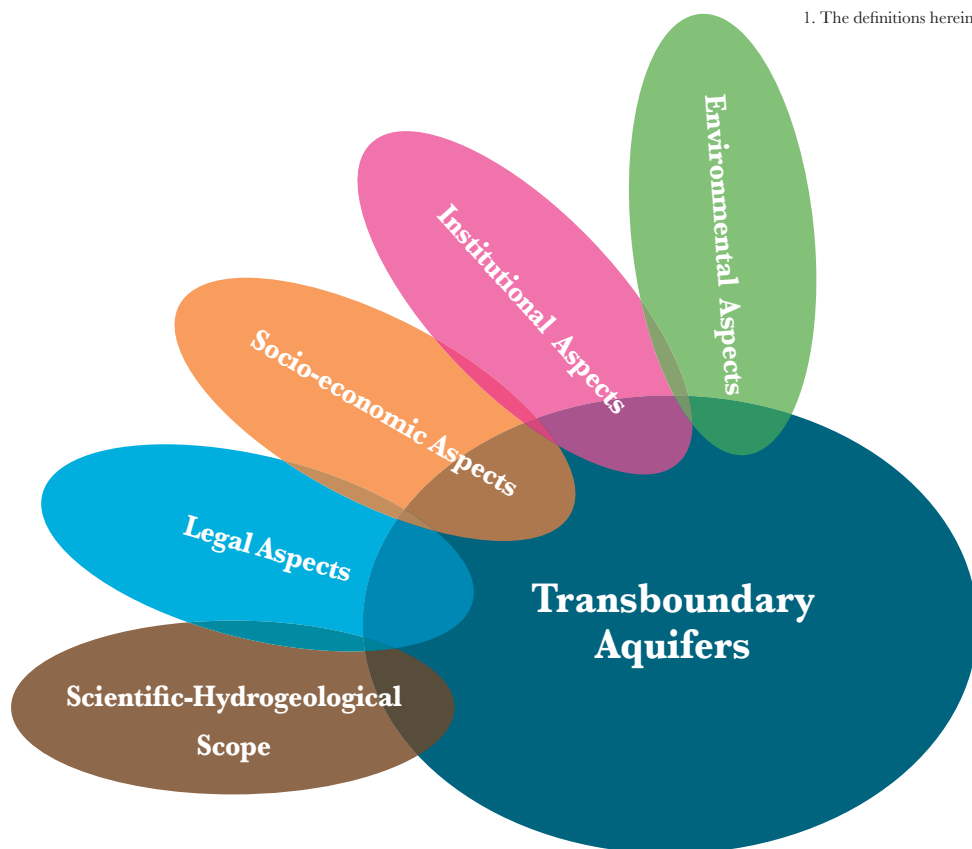 1. The definitions herein
Environmental Aspects
Institutional Aspects
Socio-economic Aspects
Legal Aspects
Scientific-Hydrogeological
Scope
Transboundary
Aquifers